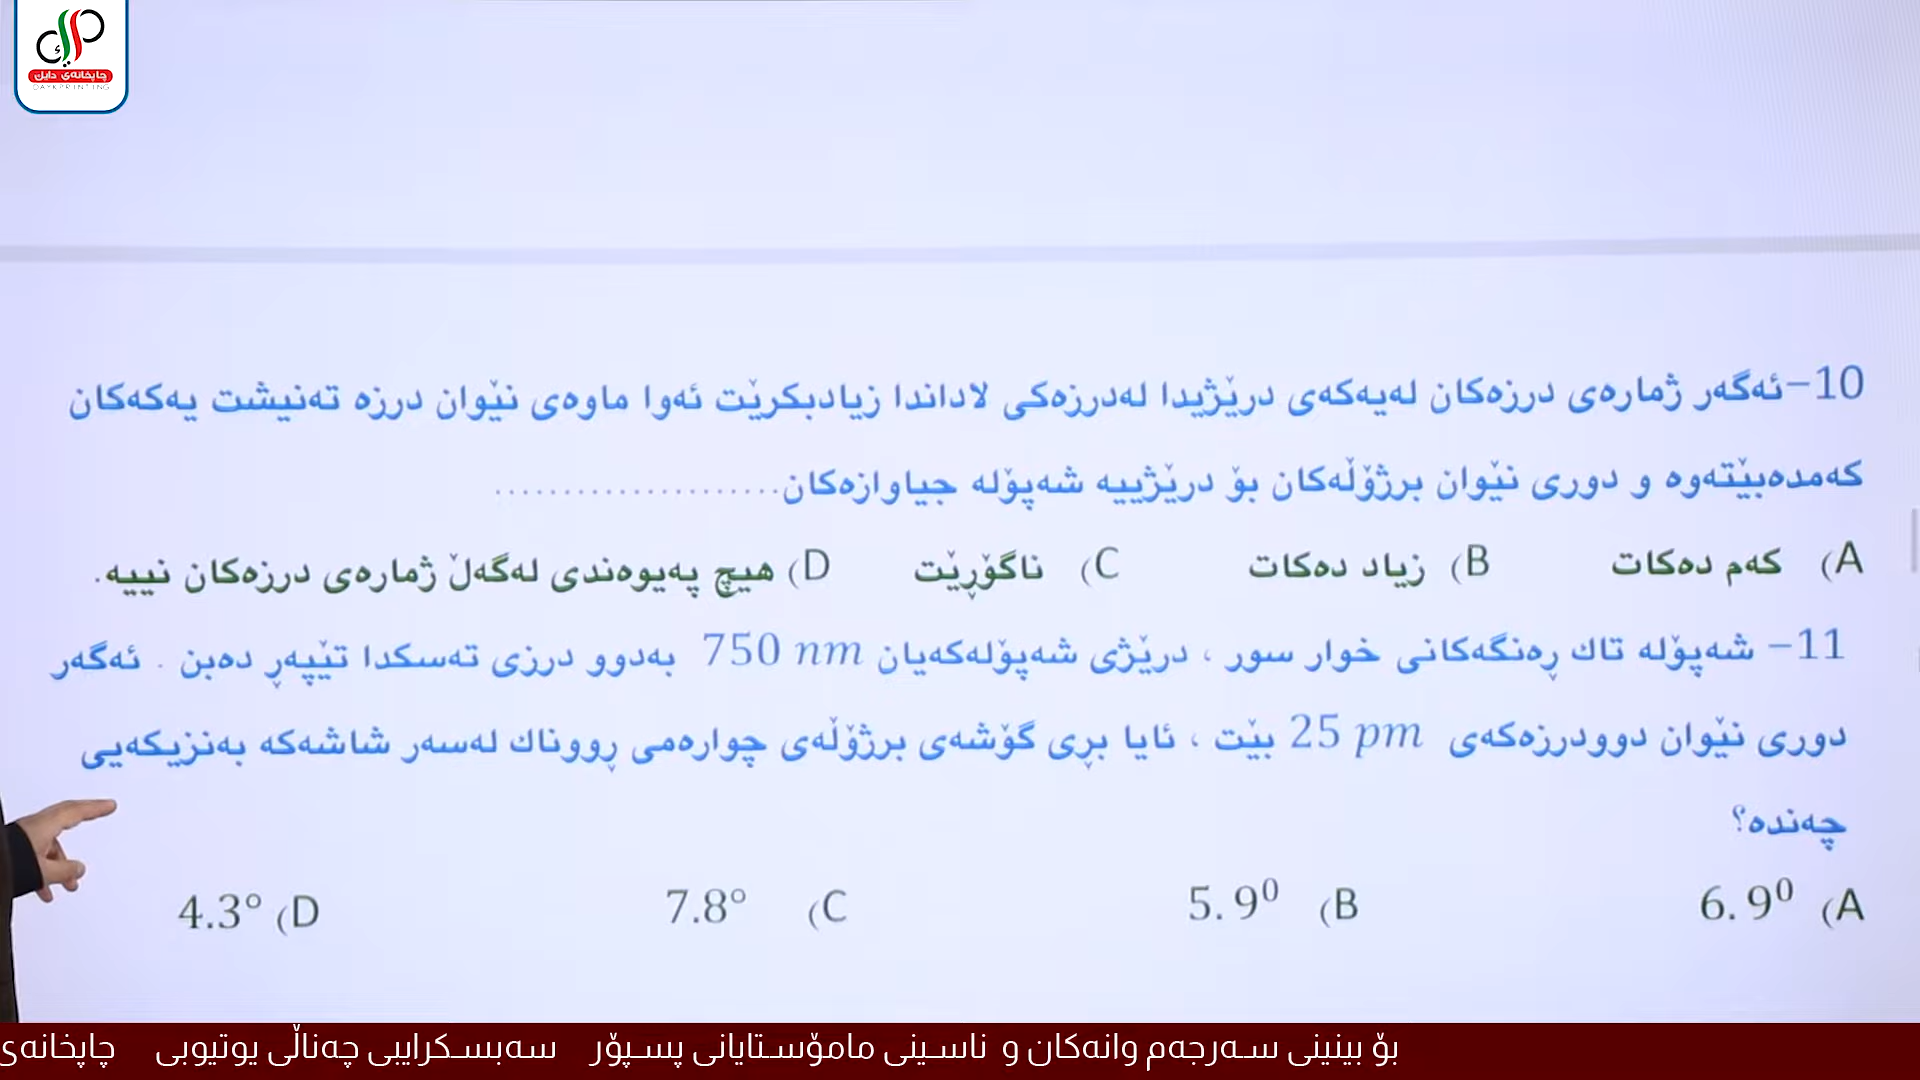 چاپخانەی دایک
DAYK PRINTING
10–ئەگەر ژمارەی درزەکان لەیەکەی درێژیدا لەدرزەکی لاداندا زیادبکرێت ئەوا ماوەی نێوان درزە تەنیشت یەکەکان
کەمدەبێتەوە و دوری نێوان برژۆڵەکان بۆ درێژییە شەپۆلە جیاوازەکان.....................
A) کەم دەکات B) زیاد دەکات C) ناگۆڕێت D) هیچ پەیوەندی لەگەڵ ژمارەی درزەکان نییە.
11– شەپۆلە تاك ڕەنگەکانی خوار سور ، درێژی شەپۆلەکەیان 750 nm بەدوو درزی تەسکدا تێپەڕ دەبن . ئەگەر
دوری نێوان دوودرزەکەی 25 pm بێت ، ئایا بڕی گۆشەی برژۆڵەی چوارەمی ڕووناك لەسەر شاشەکە بەنزیکەیی
چەندە؟
A) 6.9⁰ B) 5.9⁰ C) 7.8° D) 4.3°
بۆ بینینی سەرجەم وانەکان و ناسینی مامۆستایانی پسپۆر سەبسکرایبی چەناڵی یوتیوبی چاپخانەی